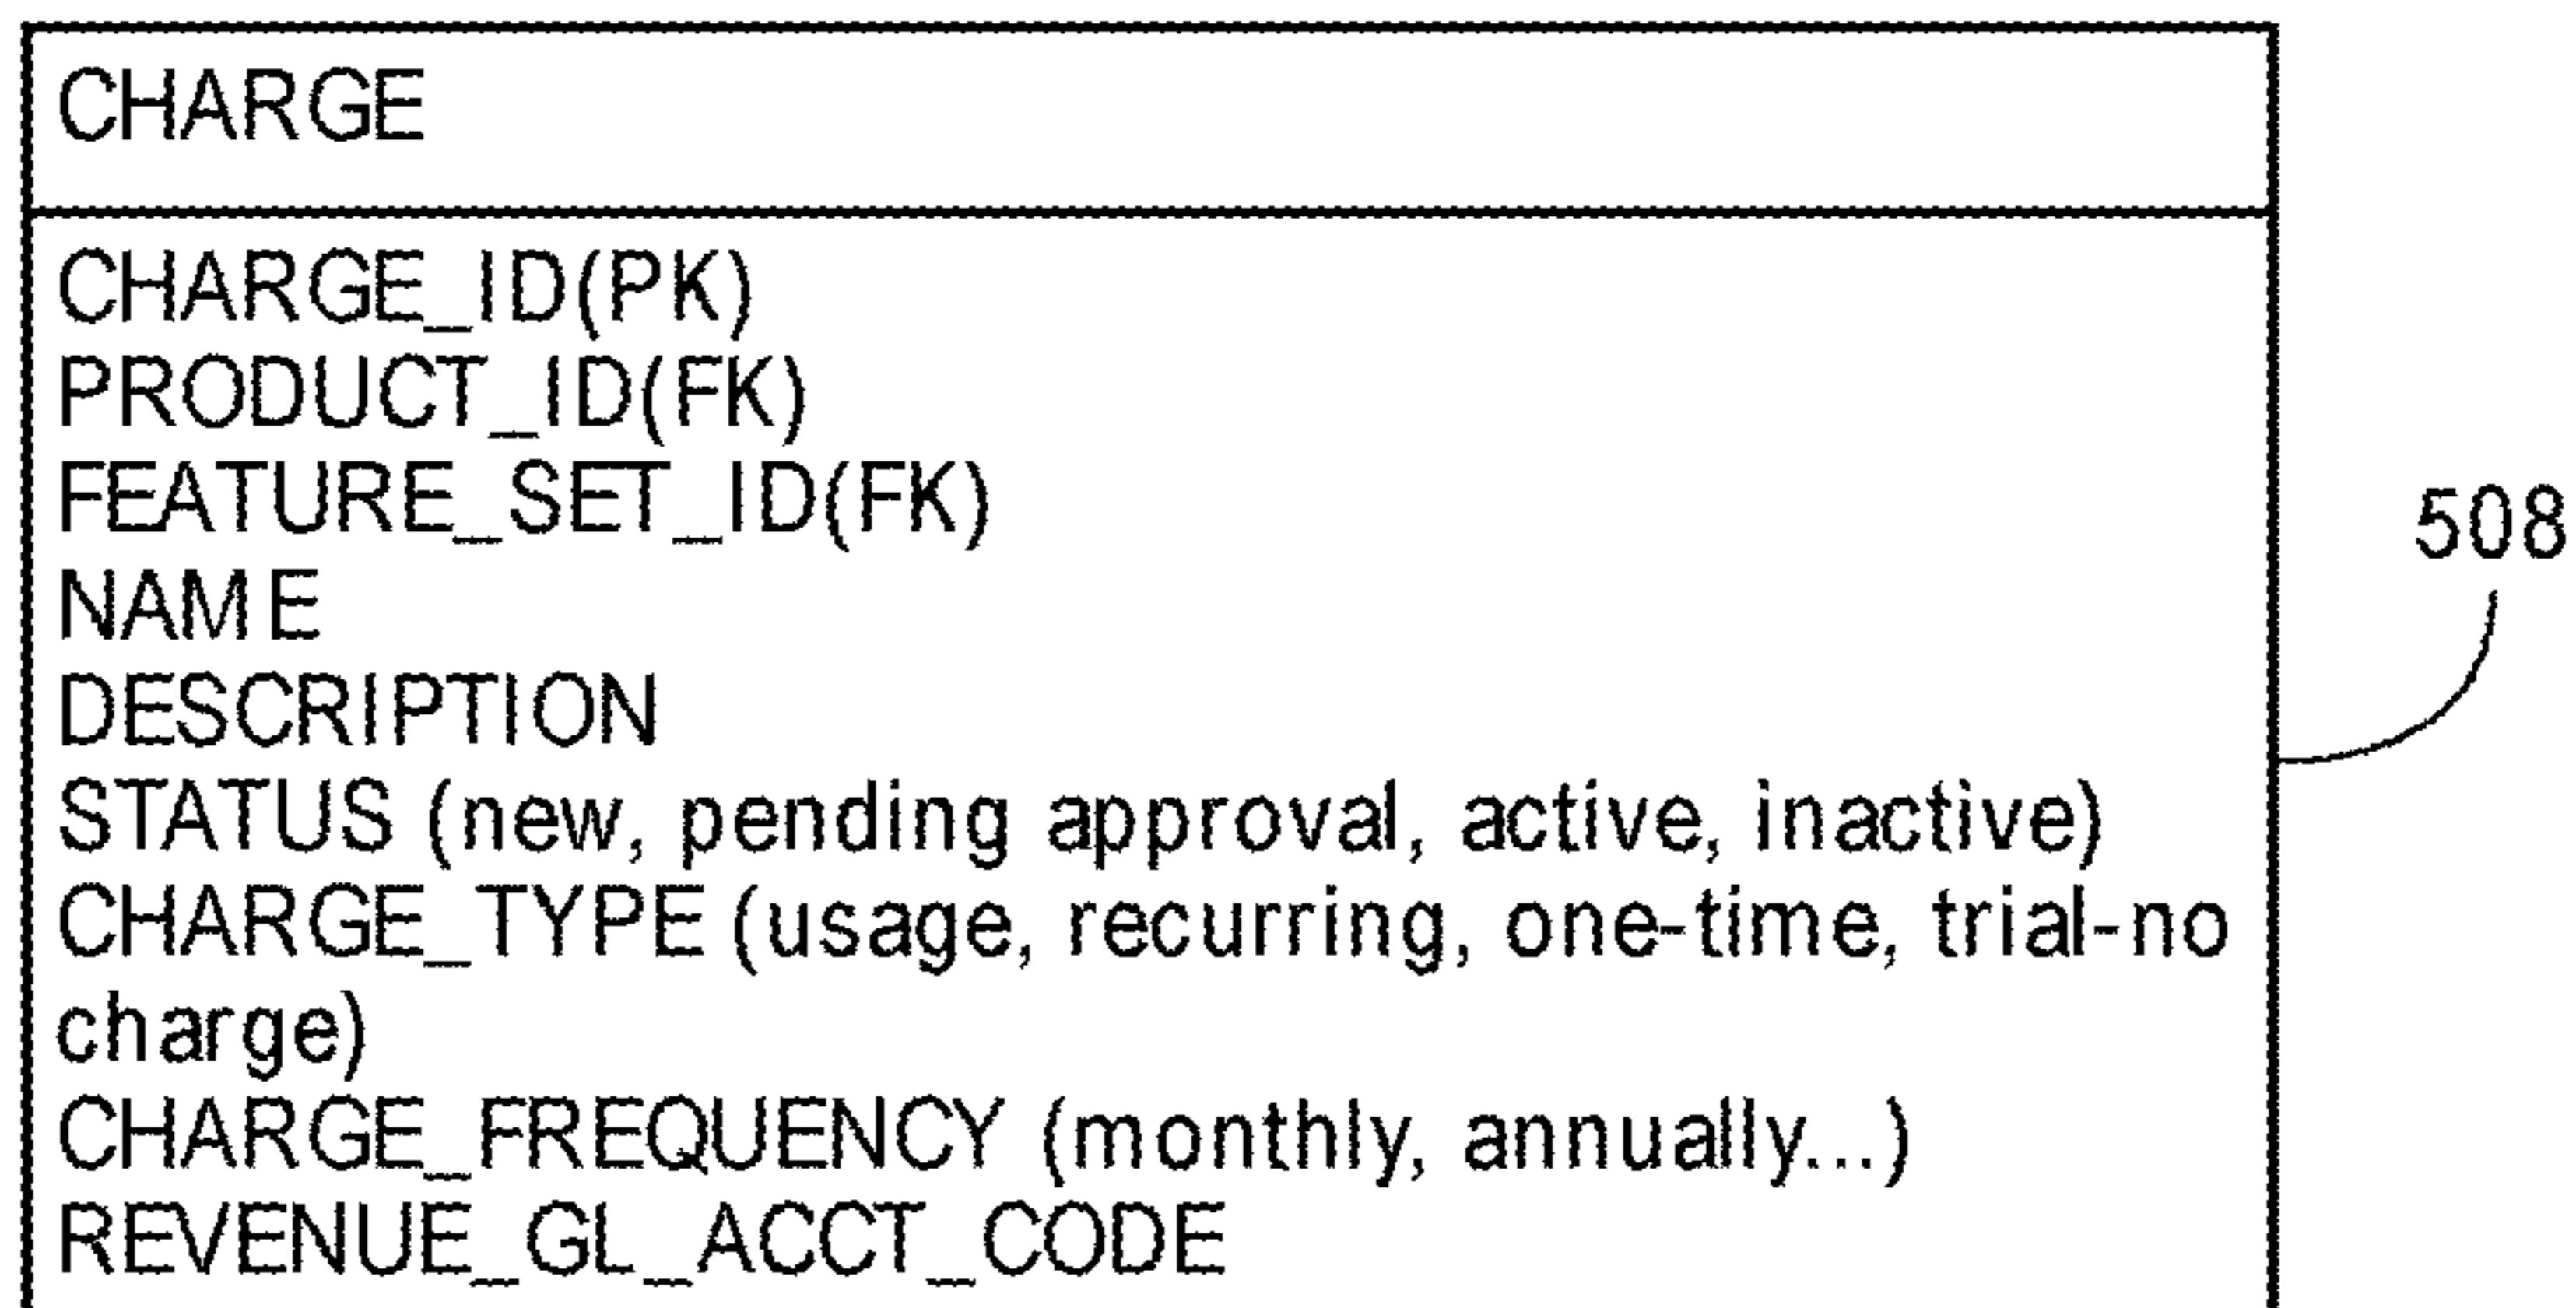 CHARGE
CHARGE_ID(PK)
PRODUCT_ID(FK)
FEATURE_SET_ID(FK)
508
NAME
DESCRIPTION
STATUS (new, pending approval, active, inactive)
CHARGE_TYPE (usage, recurring, one-time, trial-no
charge)
CHARGE_FREQUENCY (monthly, annually...)
REVENUE_GL_ACCT_CODE